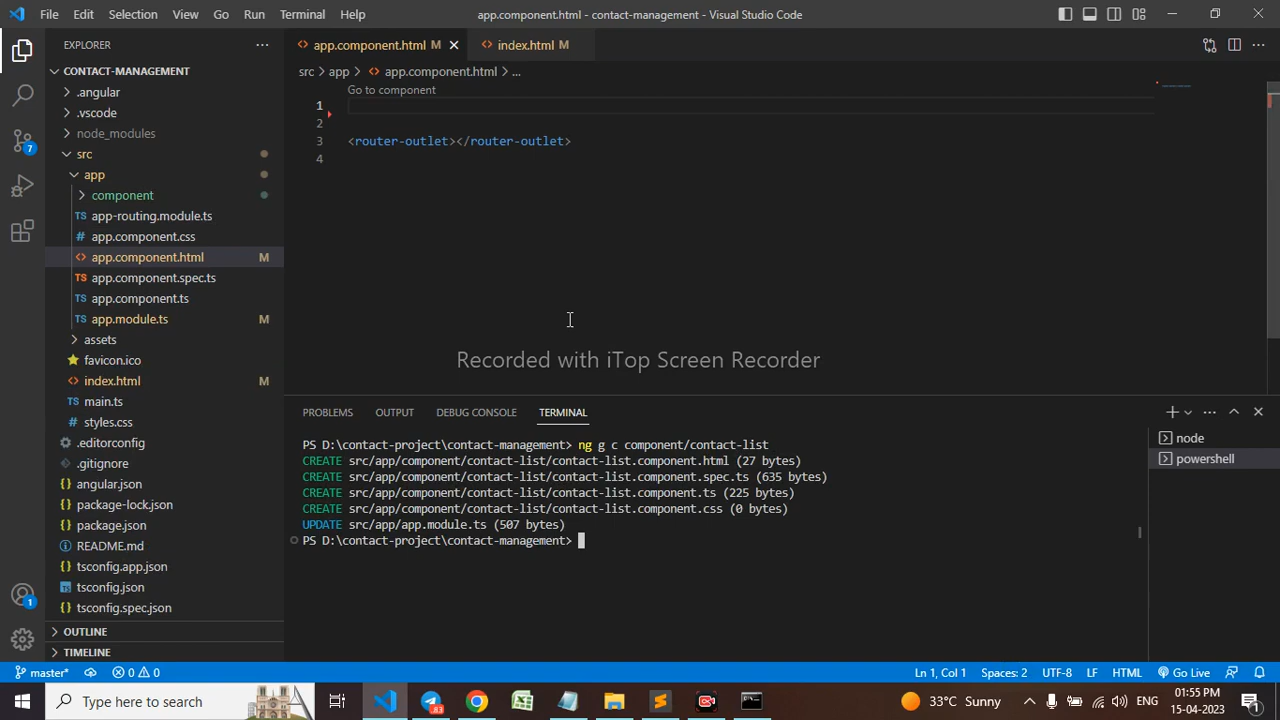 File Edit Selection View Go Run Terminal Help app.component.html - contact-management - Visual Studio Code
EXPLORER
CONTACT-MANAGEMENT
.angular
.vscode
node_modules
src
app
component
app-routing.module.ts
app.component.css
app.component.html M
app.component.spec.ts
app.component.ts
app.module.ts M
assets
favicon.ico
index.html M
main.ts
styles.css
.editorconfig
.gitignore
angular.json
package-lock.json
package.json
README.md
tsconfig.app.json
tsconfig.json
tsconfig.spec.json
OUTLINE
TIMELINE
7
1
app.component.html M
index.html M
src > app > app.component.html > ...
Go to component
1
2
3 <router-outlet></router-outlet>
4
Recorded with iTop Screen Recorder
PROBLEMS OUTPUT DEBUG CONSOLE TERMINAL
PS D:\contact-project\contact-management> ng g c component/contact-list
CREATE src/app/component/contact-list/contact-list.component.html (27 bytes)
CREATE src/app/component/contact-list/contact-list.component.spec.ts (635 bytes)
CREATE src/app/component/contact-list/contact-list.component.ts (225 bytes)
CREATE src/app/component/contact-list/contact-list.component.css (0 bytes)
UPDATE src/app/app.module.ts (507 bytes)
PS D:\contact-project\contact-management>
node
powershell
master* 0 0 Ln 1, Col 1 Spaces: 2 UTF-8 LF HTML Go Live
Type here to search 83 33°C Sunny ENG 01:55 PM
15-04-2023 1